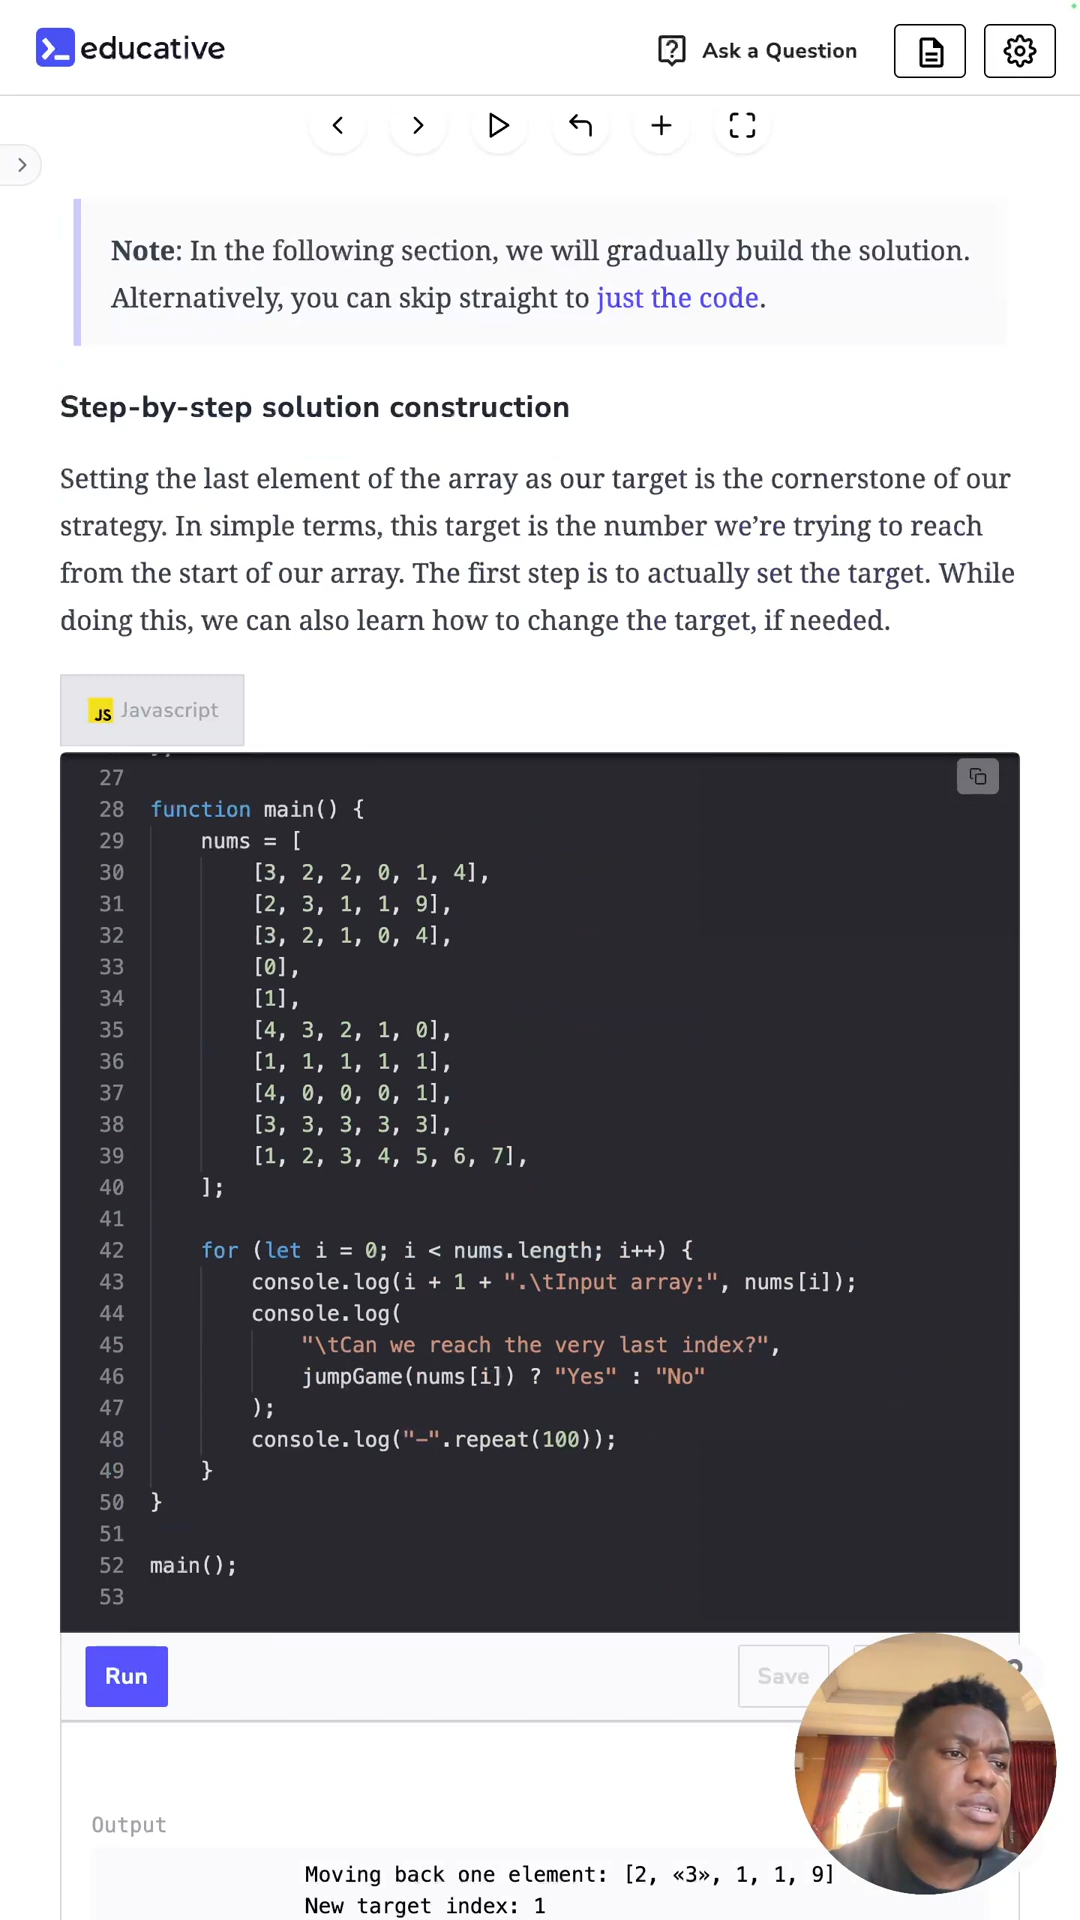 educative
Ask a Question
Note: In the following section, we will gradually build the solution.
Alternatively, you can skip straight to just the code.
Step-by-step solution construction
Setting the last element of the array as our target is the cornerstone of our
strategy. In simple terms, this target is the number we’re trying to reach
from the start of our array. The first step is to actually set the target. While
doing this, we can also learn how to change the target, if needed.
JS Javascript
27
28 function main() {
29 nums = [
30 [3, 2, 2, 0, 1, 4],
31 [2, 3, 1, 1, 9],
32 [3, 2, 1, 0, 4],
33 [0],
34 [1],
35 [4, 3, 2, 1, 0],
36 [1, 1, 1, 1, 1],
37 [4, 0, 0, 0, 1],
38 [3, 3, 3, 3, 3],
39 [1, 2, 3, 4, 5, 6, 7],
40 ];
41
42 for (let i = 0; i < nums.length; i++) {
43 console.log(i + 1 + ".\tInput array:", nums[i]);
44 console.log(
45 "\tCan we reach the very last index?",
46 jumpGame(nums[i]) ? "Yes" : "No"
47 );
48 console.log("-".repeat(100));
49 }
50 }
51
52 main();
53
Run
Save
Output
Moving back one element: [2, «3», 1, 1, 9]
New target index: 1